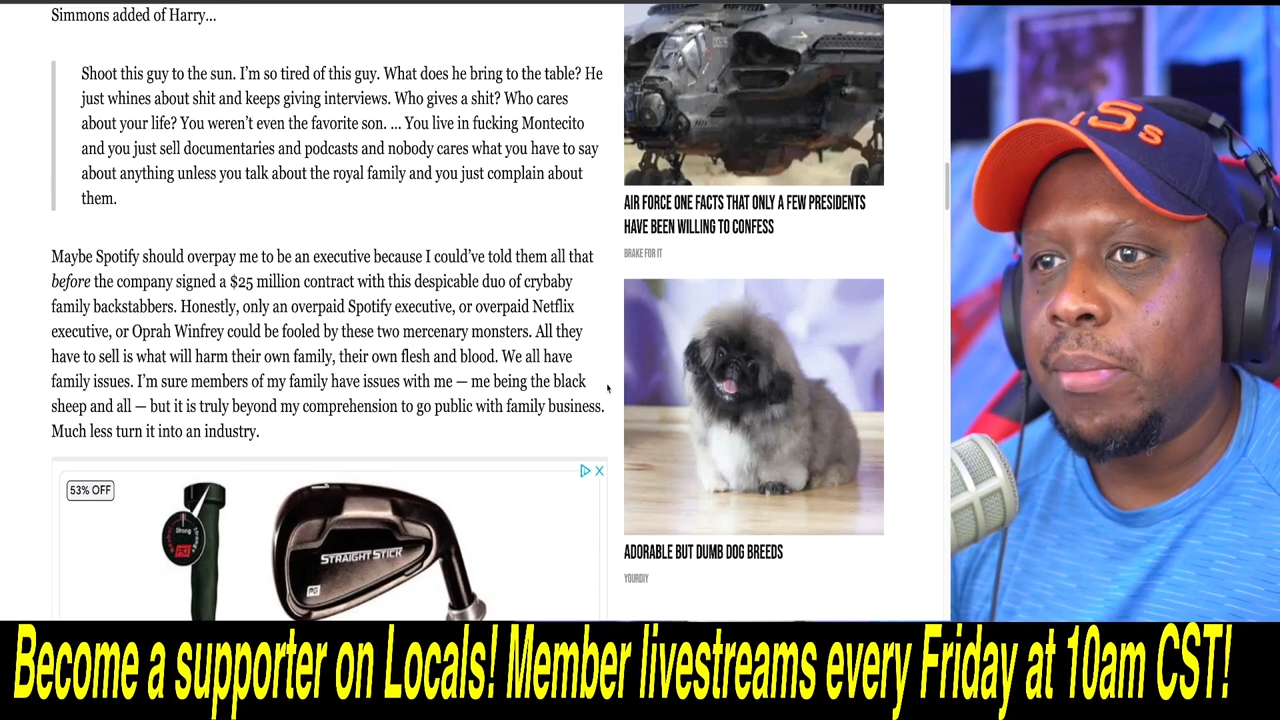 Simmons added of Harry...
Shoot this guy to the sun. I'm so tired of this guy. What does he bring to the table? He
just whines about shit and keeps giving interviews. Who gives a shit? Who cares
about your life? You weren't even the favorite son. ... You live in fucking Montecito
and you just sell documentaries and podcasts and nobody cares what you have to say
about anything unless you talk about the royal family and you just complain about
them.
Maybe Spotify should overpay me to be an executive because I could've told them all that
before the company signed a $25 million contract with this despicable duo of crybaby
family backstabbers. Honestly, only an overpaid Spotify executive, or overpaid Netflix
executive, or Oprah Winfrey could be fooled by these two mercenary monsters. All they
have to sell is what will harm their own family, their own flesh and blood. We all have
family issues. I'm sure members of my family have issues with me — me being the black
sheep and all — but it is truly beyond my comprehension to go public with family business.
Much less turn it into an industry.
53% OFF
Strong
PG
STRAIGHT STICK
PG
AIR FORCE ONE FACTS THAT ONLY A FEW PRESIDENTS
HAVE BEEN WILLING TO CONFESS
BRAKE FOR IT
ADORABLE BUT DUMB DOG BREEDS
YOURDIY
5s
Become a supporter on Locals! Member livestreams every Friday at 10am CST!